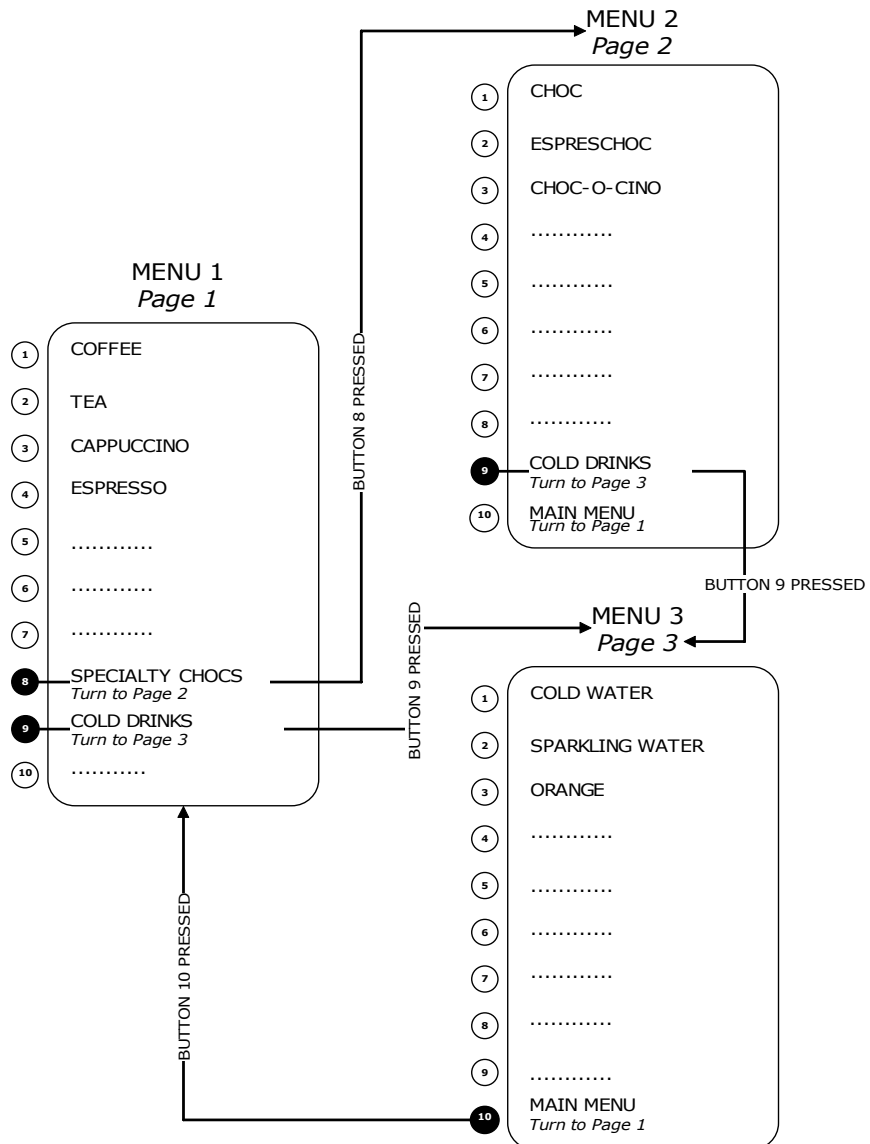 MENU 2
Page 2
1 CHOC
2 ESPRESCHOC
3 CHOC-O-CINO
4 ............
5 ............
6 ............
7 ............
8 ............
9 COLD DRINKS
Turn to Page 3
10 MAIN MENU
Turn to Page 1
MENU 1
Page 1
1 COFFEE
2 TEA
3 CAPPUCCINO
4 ESPRESSO
5 ............
6 ............
7 ............
8 SPECIALTY CHOCS
Turn to Page 2
9 COLD DRINKS
Turn to Page 3
10 ...........
BUTTON 8 PRESSED
BUTTON 9 PRESSED
BUTTON 9 PRESSED
MENU 3
Page 3
1 COLD WATER
2 SPARKLING WATER
3 ORANGE
4 ............
5 ............
6 ............
7 ............
8 ............
9 ............
10 MAIN MENU
Turn to Page 1
BUTTON 10 PRESSED